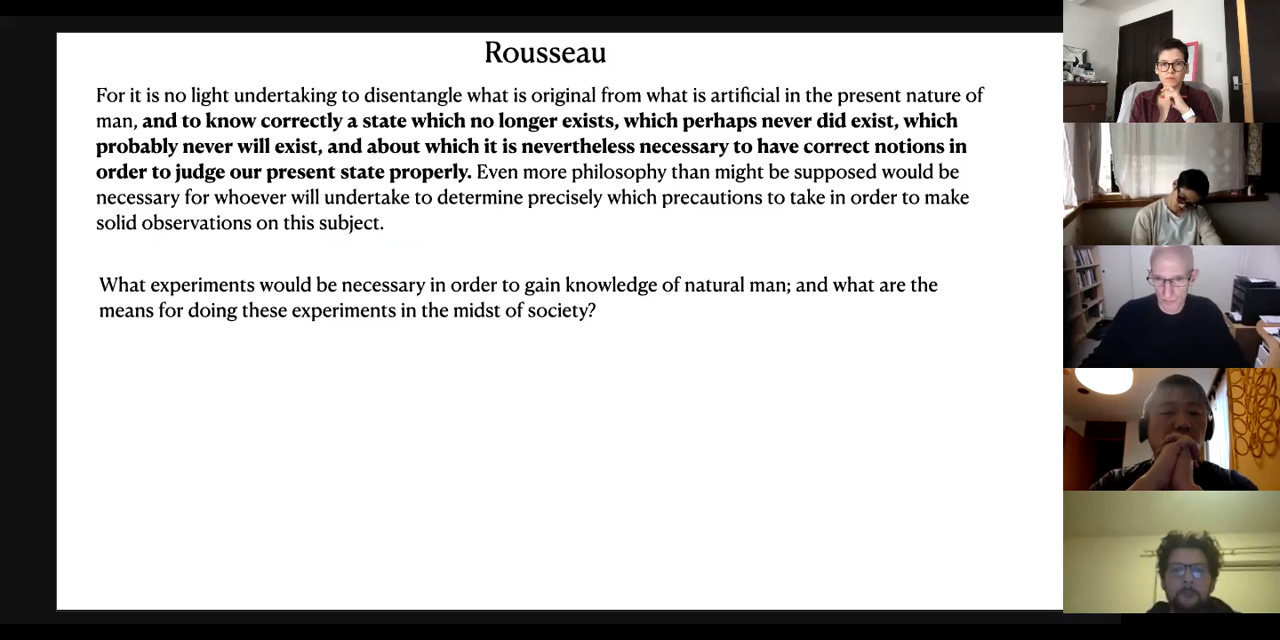 Rousseau
For it is no light undertaking to disentangle what is original from what is artificial in the present nature of
man, and to know correctly a state which no longer exists, which perhaps never did exist, which
probably never will exist, and about which it is nevertheless necessary to have correct notions in
order to judge our present state properly. Even more philosophy than might be supposed would be
necessary for whoever will undertake to determine precisely which precautions to take in order to make
solid observations on this subject.
What experiments would be necessary in order to gain knowledge of natural man; and what are the
means for doing these experiments in the midst of society?